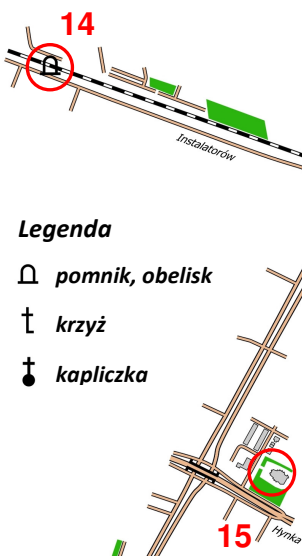 14
Instalatorów
Legenda
pomnik, obelisk
krzyż
kapliczka
15
Hynka